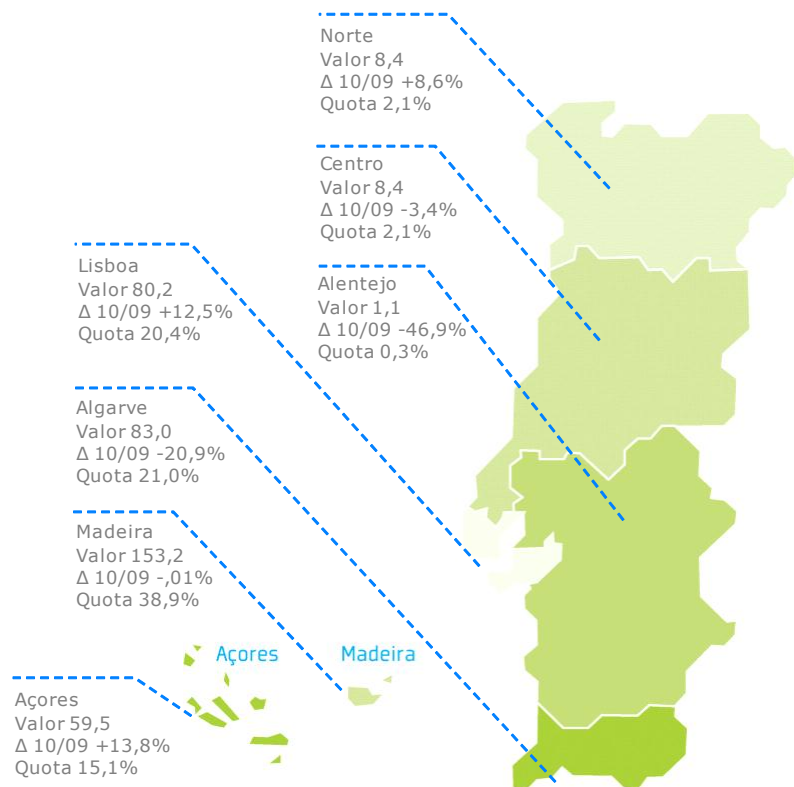 Norte
Valor 8,4
Δ 10/09 +8,6%
Quota 2,1%
Centro
Valor 8,4
Δ 10/09 -3,4%
Quota 2,1%
Lisboa
Valor 80,2
Δ 10/09 +12,5%
Quota 20,4%
Alentejo
Valor 1,1
Δ 10/09 -46,9%
Quota 0,3%
Algarve
Valor 83,0
Δ 10/09 -20,9%
Quota 21,0%
Madeira
Valor 153,2
Δ 10/09 -,01%
Quota 38,9%
Açores
Madeira
Açores
Valor 59,5
Δ 10/09 +13,8%
Quota 15,1%